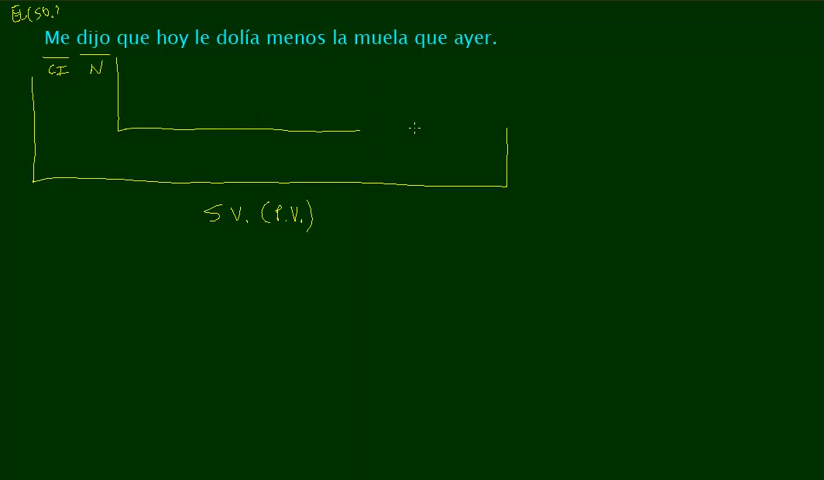 Me dijo que hoy le dolía menos la muela que ayer.
CI N
S V. (P.V.)